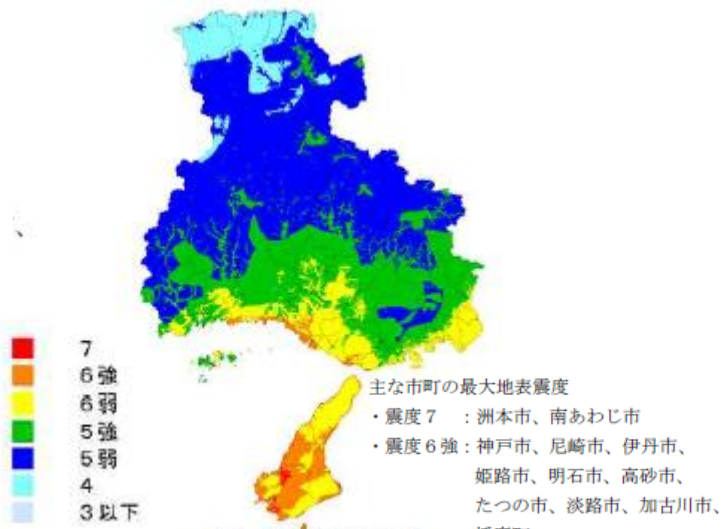 7
6強
6弱
5強
5弱
4
3以下
主な市町の最大地表震度
・震度7 ：洲本市、南あわじ市
・震度6強：神戸市、尼崎市、伊丹市、
姫路市、明石市、高砂市、
たつの市、淡路市、加古川市、